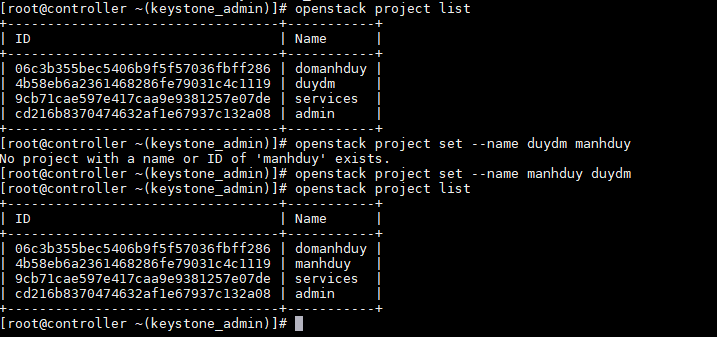 [root@controller ~(keystone_admin)]# openstack project list
+----------------------------------+-----------+
| ID                               | Name      |
+----------------------------------+-----------+
| 06c3b355bec5406b9f5f57036fbff286 | domanhduy |
| 4b58eb6a2361468286fe79031c4c1119 | duydm     |
| 9cb71cae597e417caa9e9381257e07de | services  |
| cd216b8370474632af1e67937c132a08 | admin     |
+----------------------------------+-----------+
[root@controller ~(keystone_admin)]# openstack project set --name duydm manhduy
No project with a name or ID of 'manhduy' exists.
[root@controller ~(keystone_admin)]# openstack project set --name manhduy duydm
[root@controller ~(keystone_admin)]# openstack project list
+----------------------------------+-----------+
| ID                               | Name      |
+----------------------------------+-----------+
| 06c3b355bec5406b9f5f57036fbff286 | domanhduy |
| 4b58eb6a2361468286fe79031c4c1119 | manhduy   |
| 9cb71cae597e417caa9e9381257e07de | services  |
| cd216b8370474632af1e67937c132a08 | admin     |
+----------------------------------+-----------+
[root@controller ~(keystone_admin)]#